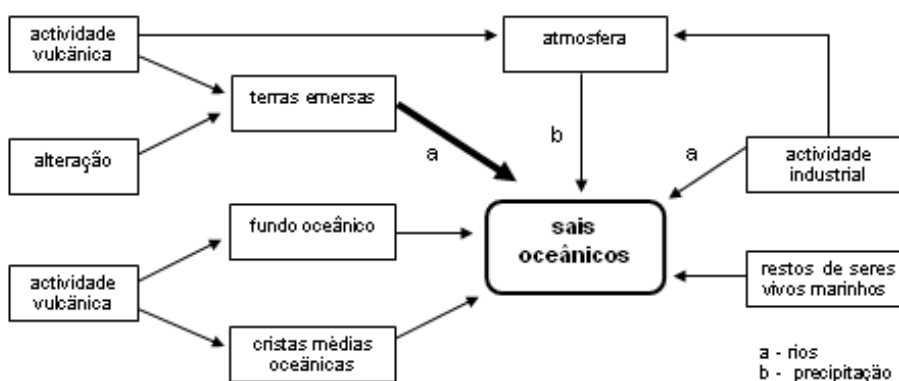 actividade
vulcânica
atmosfera
terras emersas
a
b
a
alteração
actividade
industrial
sais
oceânicos
fundo oceânico
actividade
vulcânica
restos de seres
vivos marinhos
cristas médias
oceânicas
a - rios
b - precipitação